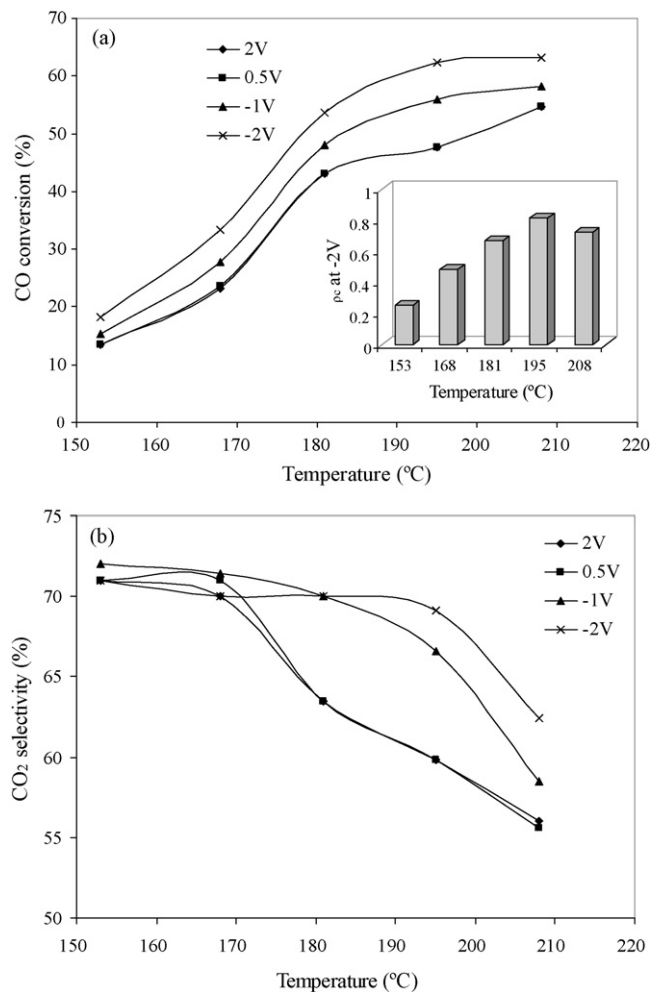 (a)
2V
0.5V
-1V
-2V
CO conversion (%)
70
60
50
40
30
20
10
0
150 160 170 180 190 200 210 220
Temperature (ºC)
ρc at -2V
1
0.8
0.6
0.4
0.2
0
153 168 181 195 208
Temperature (ºC)
(b)
2V
0.5V
-1V
-2V
CO₂ selectivity (%)
75
70
65
60
55
50
150 160 170 180 190 200 210 220
Temperature (ºC)